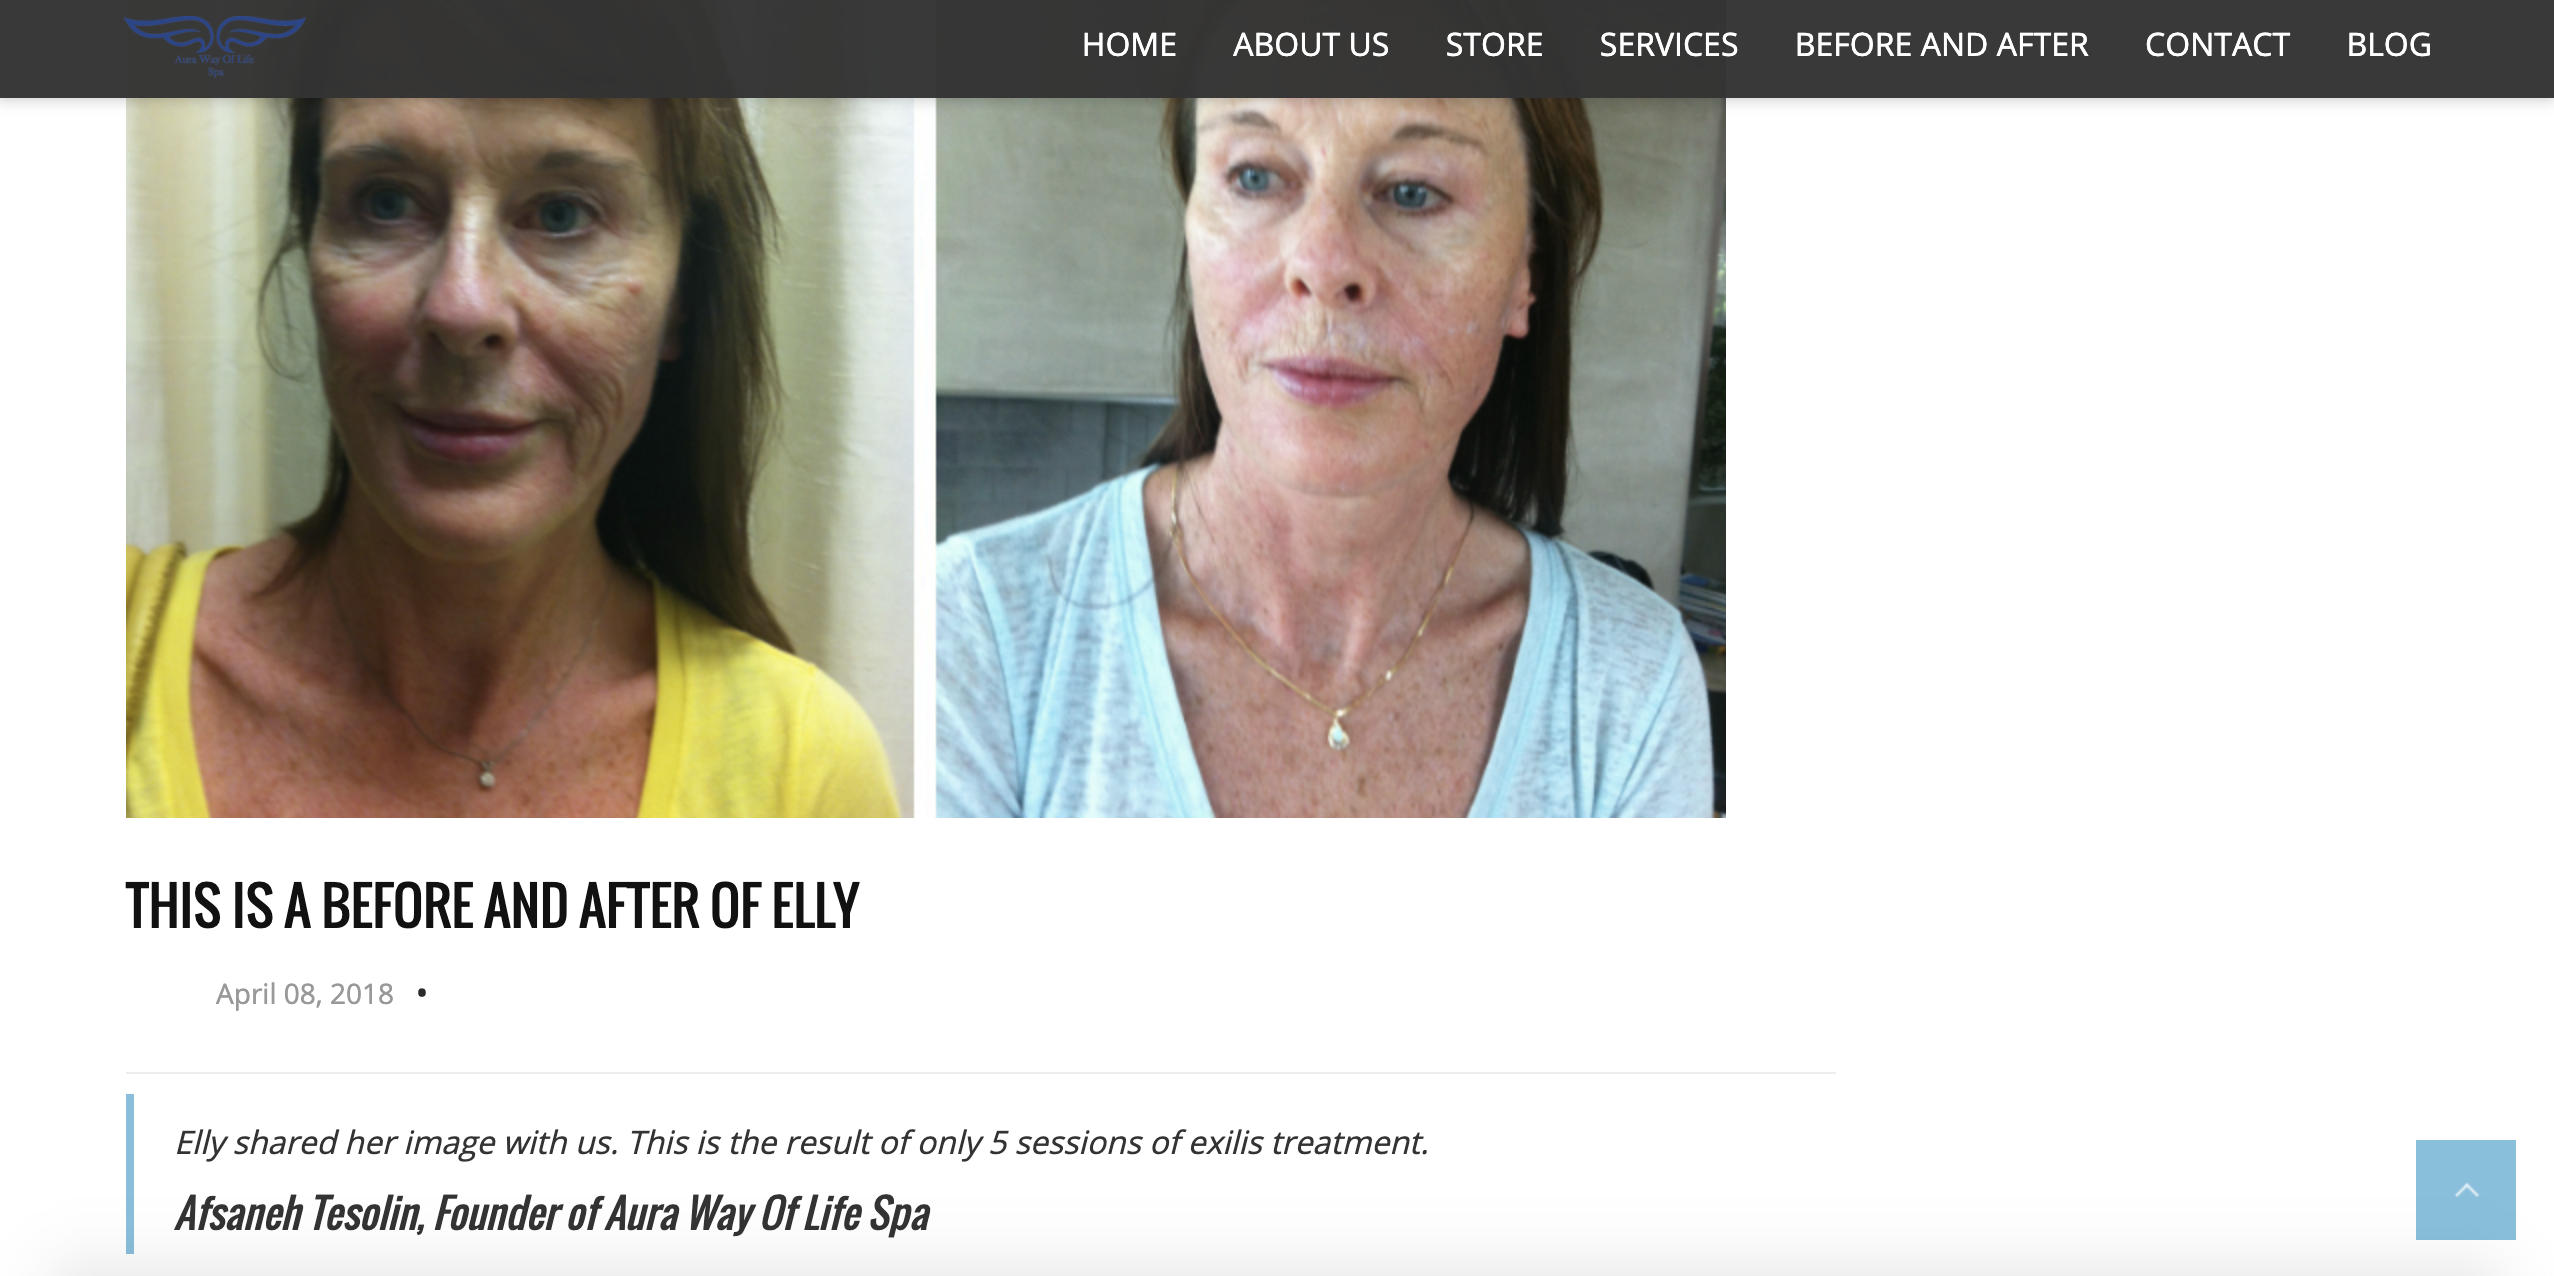 Aura Way Of Life
Spa
HOME ABOUT US STORE SERVICES BEFORE AND AFTER CONTACT BLOG
THIS IS A BEFORE AND AFTER OF ELLY
April 08, 2018 •
Elly shared her image with us. This is the result of only 5 sessions of exilis treatment.
Afsaneh Tesolin, Founder of Aura Way Of Life Spa